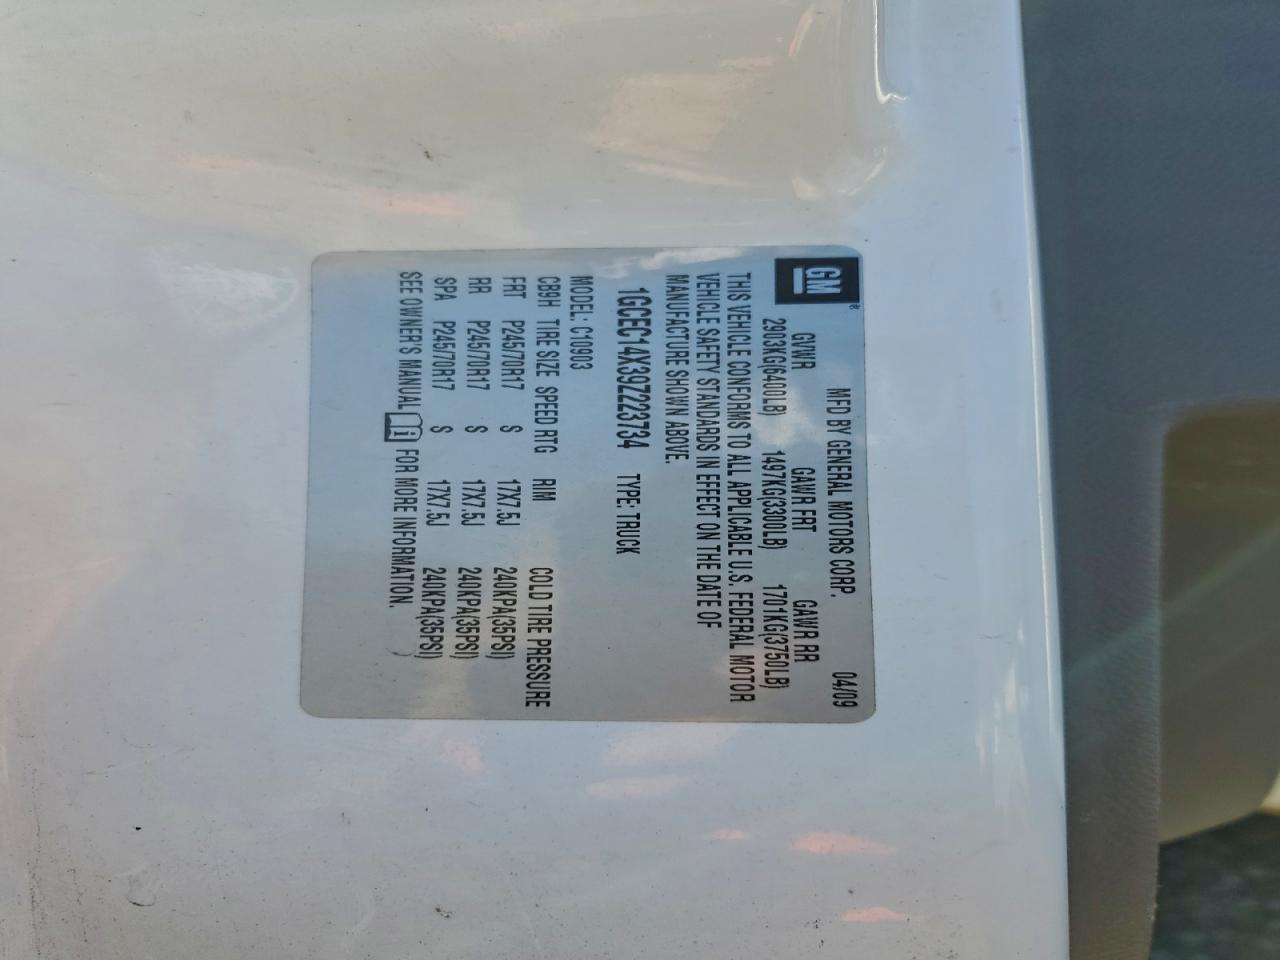 GM®
MFD BY GENERAL MOTORS CORP. 04/09
GVWR GAWR FRT GAWR RR
2903KG(6400LB) 1497KG(3300LB) 1701KG(3750LB)
THIS VEHICLE CONFORMS TO ALL APPLICABLE U.S. FEDERAL MOTOR
VEHICLE SAFETY STANDARDS IN EFFECT ON THE DATE OF
MANUFACTURE SHOWN ABOVE.
1GCEC14X39Z223734 TYPE: TRUCK
MODEL: C10903
CB9H TIRE SIZE SPEED RTG RIM COLD TIRE PRESSURE
FRT P245/70R17 S 17X7.5J 240KPA(35PSI)
RR P245/70R17 S 17X7.5J 240KPA(35PSI)
SPA P245/70R17 S 17X7.5J 240KPA(35PSI)
SEE OWNER'S MANUAL i FOR MORE INFORMATION.